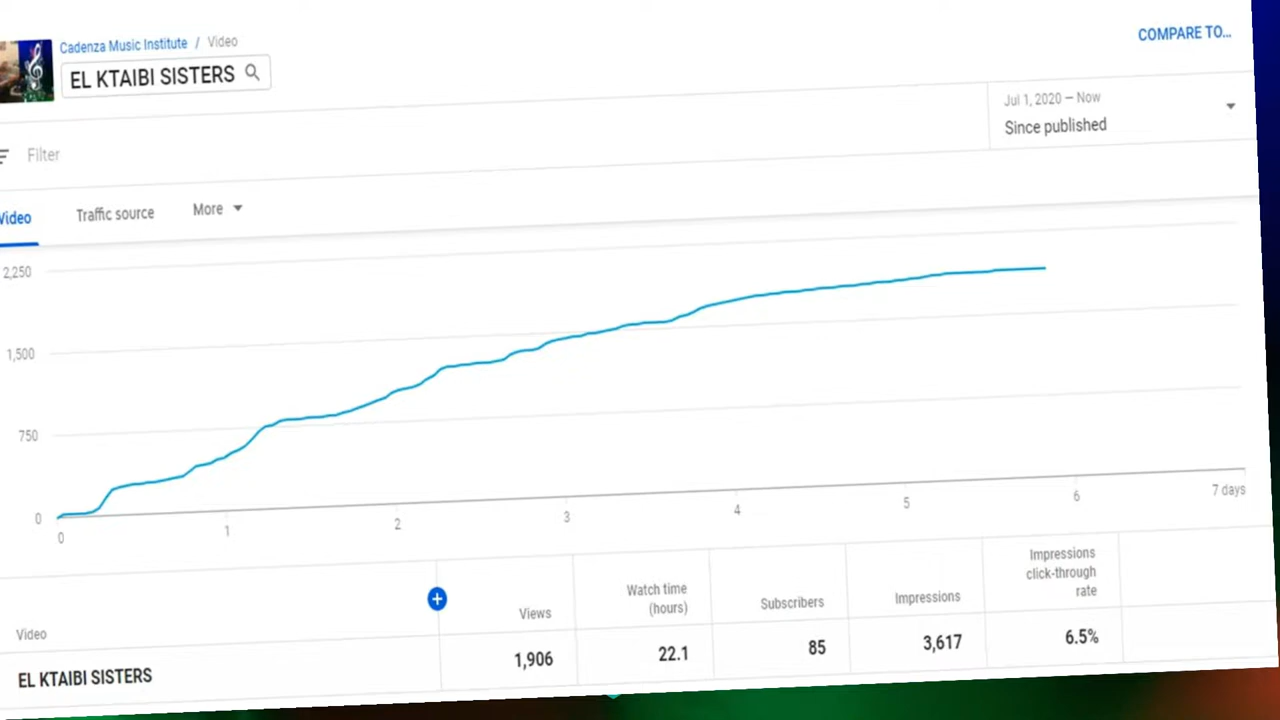 Cadenza Music Institute / Video
COMPARE TO...
EL KTAIBI SISTERS
Jul 1, 2020 – Now
Since published
Filter
Video
Traffic source
More
2,250
1,500
750
0
0 1 2 3 4 5 6 7 days
Video
Views
Watch time (hours)
Subscribers
Impressions
Impressions click-through rate
EL KTAIBI SISTERS
1,906
22.1
85
3,617
6.5%